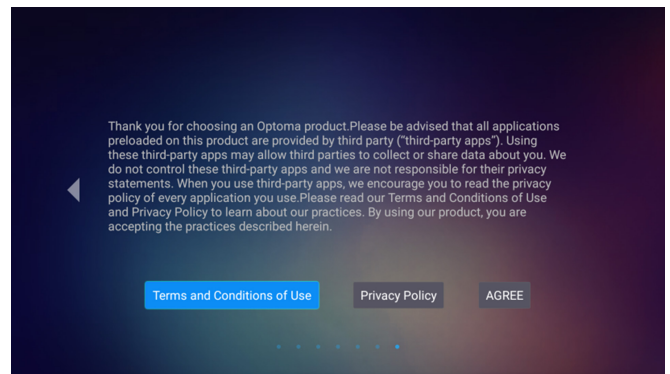 Thank you for choosing an Optoma product.Please be advised that all applications
preloaded on this product are provided by third party (“third-party apps”). Using
these third-party apps may allow third parties to collect or share data about you. We
do not control these third-party apps and we are not responsible for their privacy
statements. When you use third-party apps, we encourage you to read the privacy
policy of every application you use.Please read our Terms and Conditions of Use
and Privacy Policy to learn about our practices. By using our product, you are
accepting the practices described herein.
Terms and Conditions of Use
Privacy Policy
AGREE